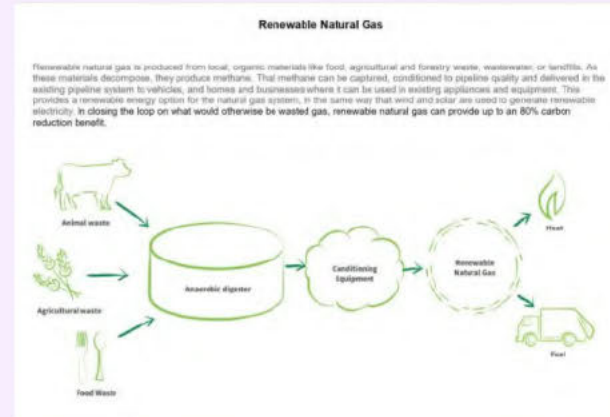 Renewable Natural Gas
Renewable natural gas is produced from local, organic materials like food, agricultural and forestry waste, wastewater, or landfills. As
these materials decompose, they produce methane. That methane can be captured, conditioned to pipeline quality and delivered in the
existing pipeline system to vehicles, and homes and businesses where it can be used in existing appliances and equipment. This
provides a renewable energy option for the natural gas system, in the same way that wind and solar are used to generate renewable
electricity. In closing the loop on what would otherwise be wasted gas, renewable natural gas can provide up to an 80% carbon
reduction benefit.
Animal waste
Agricultural waste
Food Waste
Anaerobic digester
Conditioning
Equipment
Renewable
Natural Gas
Heat
Fuel